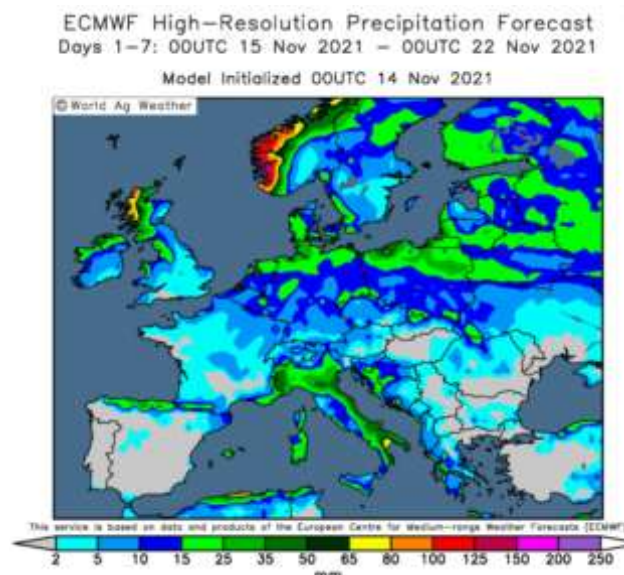 ECMWF High-Resolution Precipitation Forecast
Days 1-7: 00UTC 15 Nov 2021 - 00UTC 22 Nov 2021
Model Initialized 00UTC 14 Nov 2021
© World Ag Weather
This service is based on data and products of the European Centre for Medium-range Weather Forecasts (ECMWF)
2 5 10 15 25 35 50 65 80 100 125 150 200 250
mm